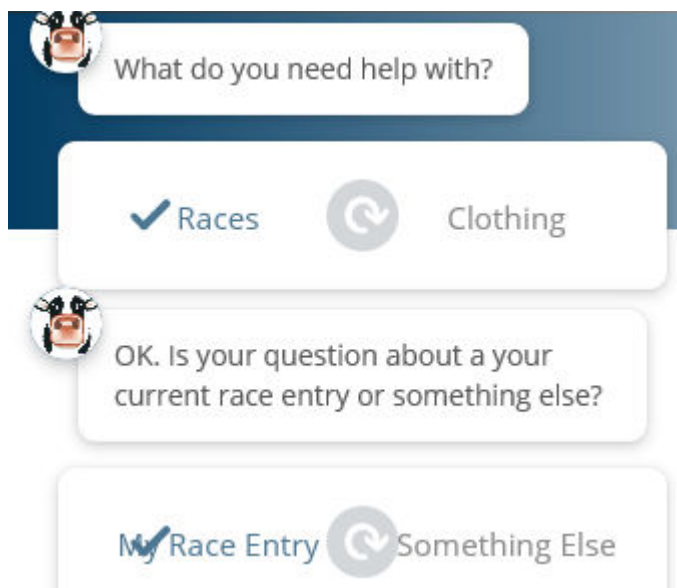 What do you need help with?
Races Clothing
OK. Is your question about a your
current race entry or something else?
My Race Entry Something Else